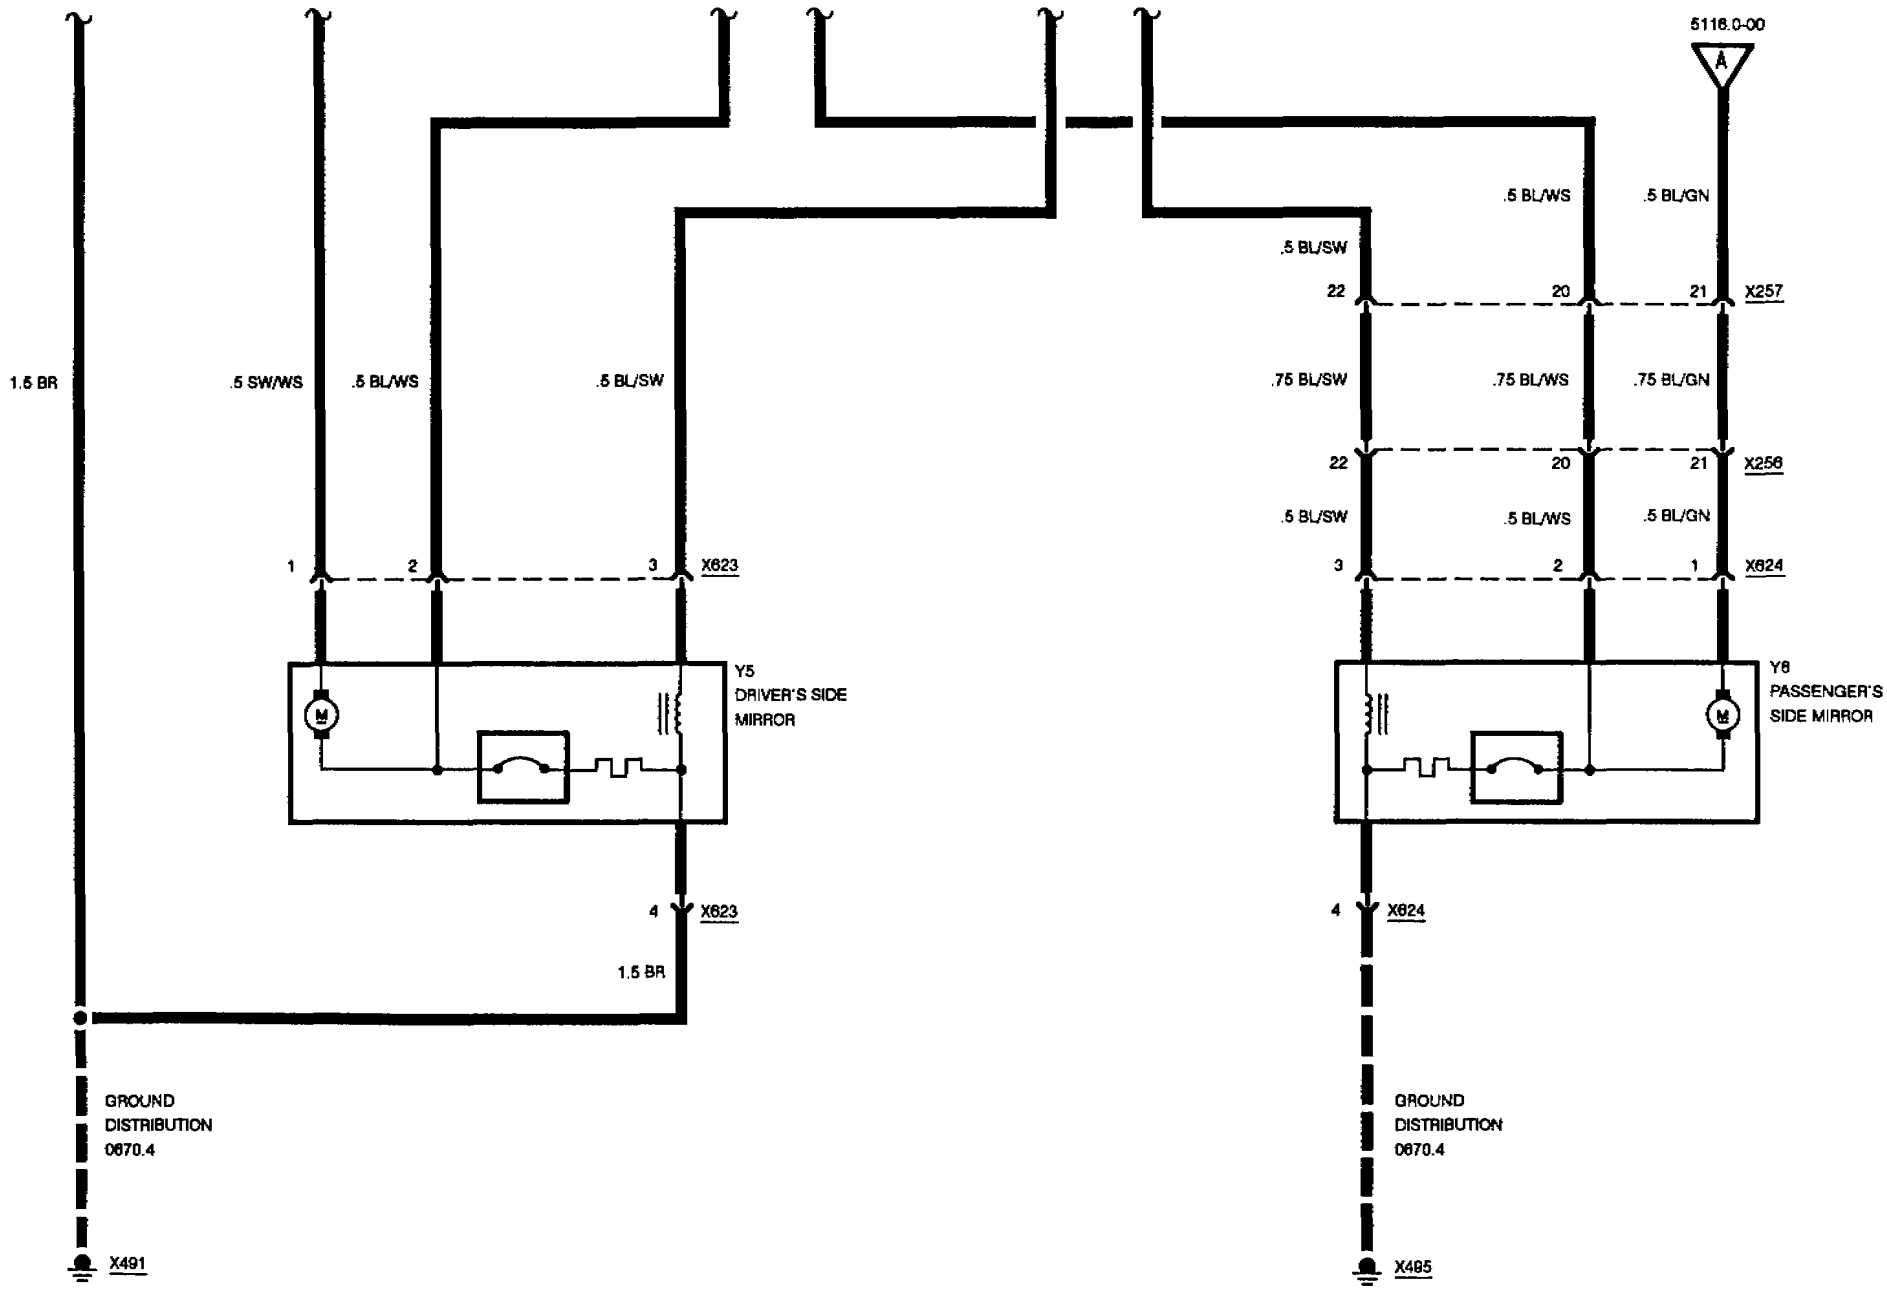 5116.0-00
A
.5 BL/WS
.5 BL/GN
.5 BL/SW
22
20
21
X257
1.5 BR
.5 SW/WS
.5 BL/WS
.5 BL/SW
.75 BL/SW
.75 BL/WS
.75 BL/GN
22
20
21
X256
.5 BL/SW
.5 BL/WS
.5 BL/GN
1
2
3
X623
3
2
1
X624
Y5
DRIVER'S SIDE
MIRROR
M
Y6
PASSENGER'S
SIDE MIRROR
M
4
X623
4
X624
1.5 BR
GROUND
DISTRIBUTION
0670.4
GROUND
DISTRIBUTION
0670.4
X491
X495